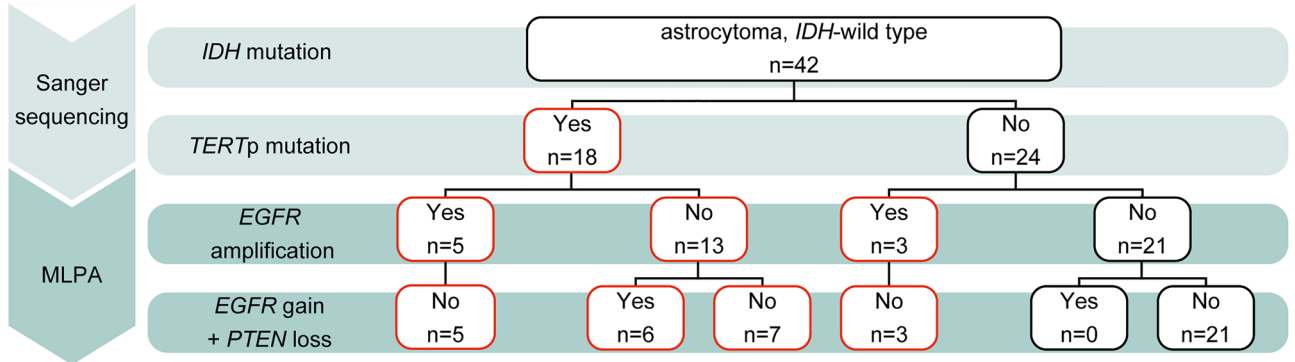 Sanger
sequencing
MLPA
IDH mutation
astrocytoma, IDH-wild type
n=42
TERTp mutation
Yes
n=18
No
n=24
EGFR
amplification
Yes
n=5
No
n=13
Yes
n=3
No
n=21
EGFR gain
+ PTEN loss
No
n=5
Yes
n=6
No
n=7
No
n=3
Yes
n=0
No
n=21